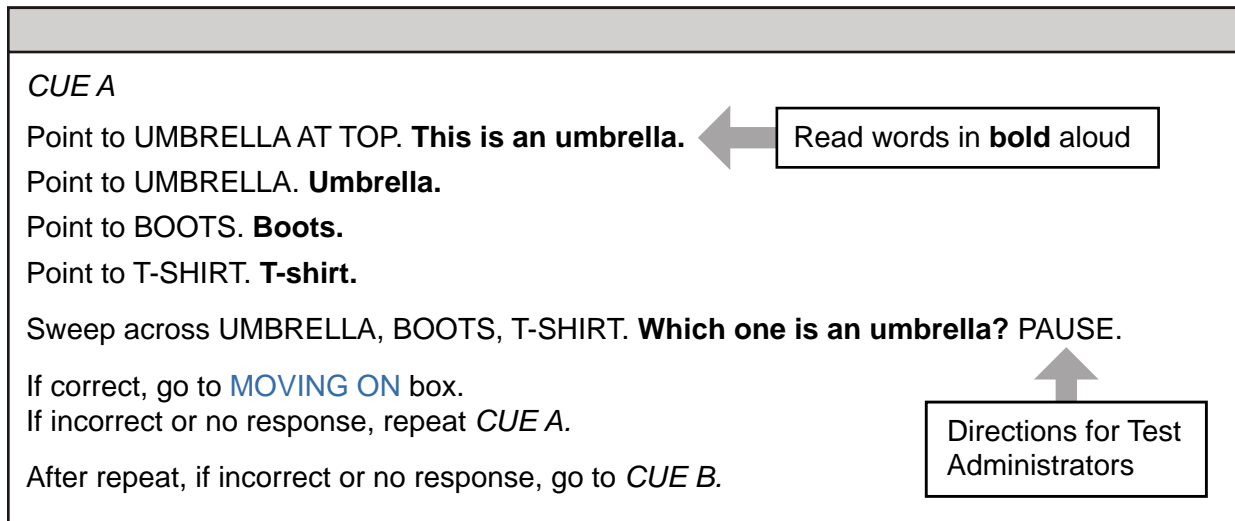 CUE A
Point to UMBRELLA AT TOP. This is an umbrella.
Read words in bold aloud
Point to UMBRELLA. Umbrella.
Point to BOOTS. Boots.
Point to T-SHIRT. T-shirt.
Sweep across UMBRELLA, BOOTS, T-SHIRT. Which one is an umbrella? PAUSE.
If correct, go to MOVING ON box.
If incorrect or no response, repeat CUE A.
After repeat, if incorrect or no response, go to CUE B.
Directions for Test
Administrators